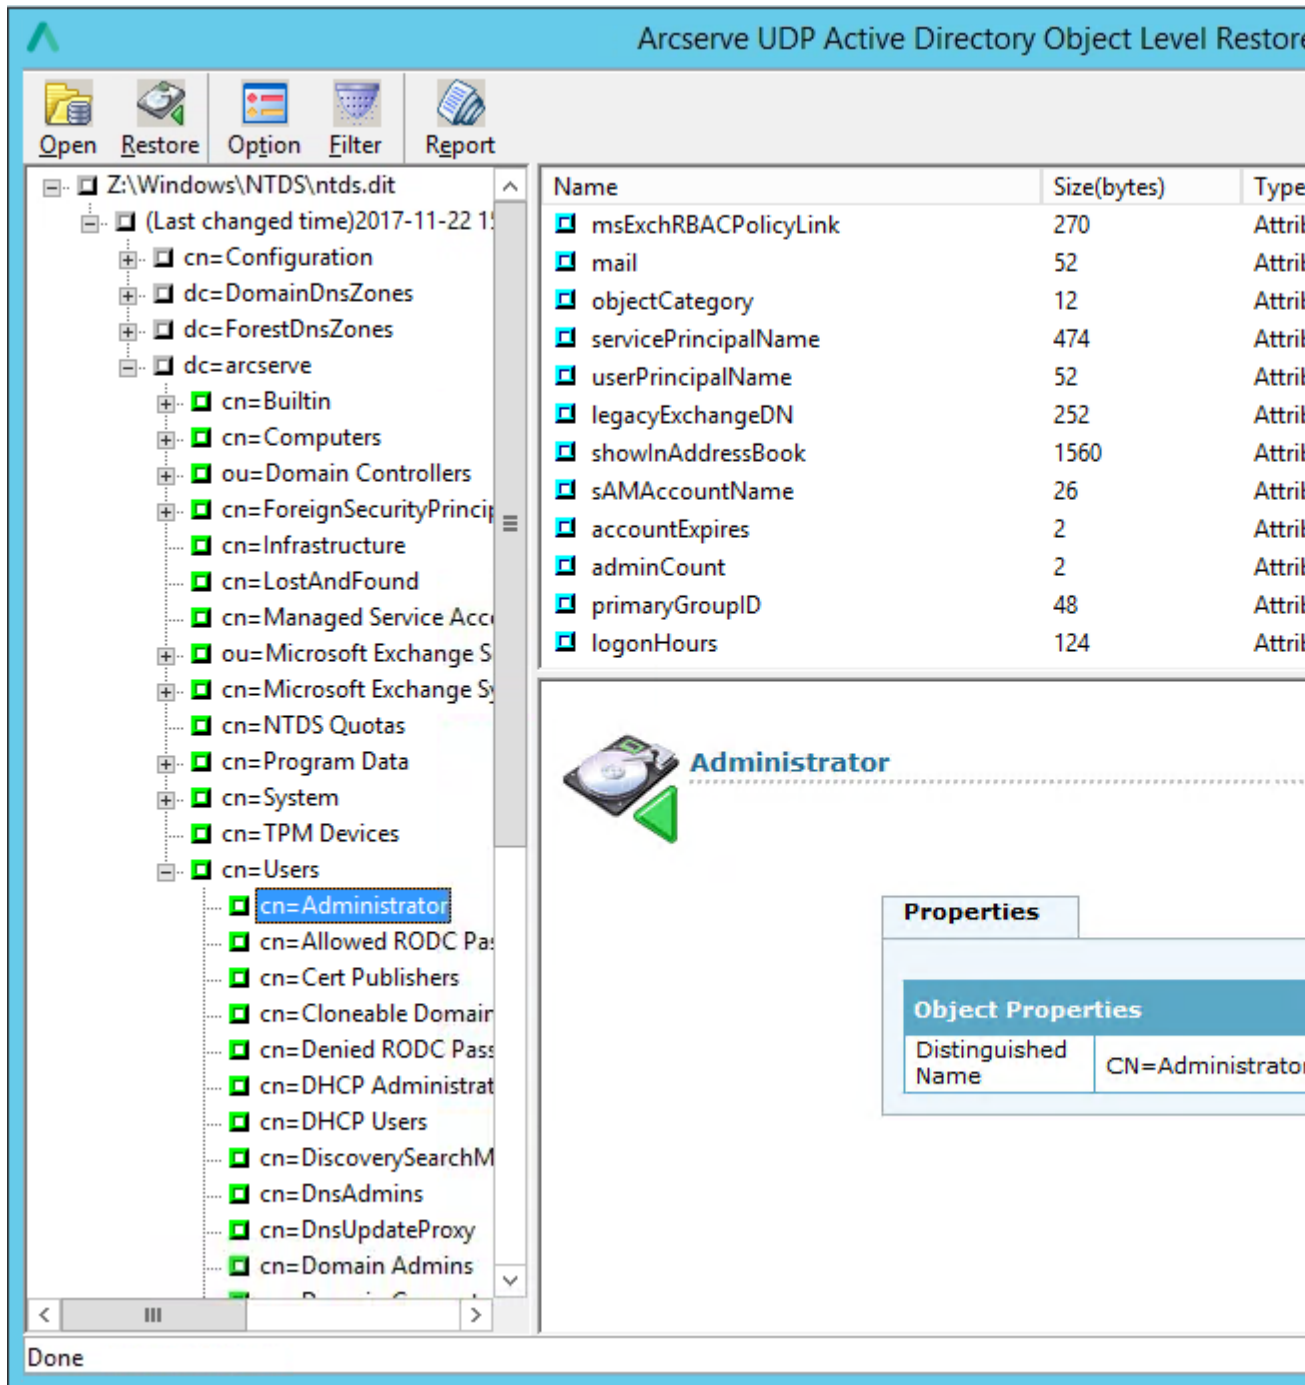 Arcserve UDP Active Directory Object Level Restore
Open Restore Option Filter Report
Z:\Windows\NTDS\ntds.dit
(Last changed time)2017-11-22
cn=Configuration
dc=DomainDnsZones
dc=ForestDnsZones
dc=arcserve
cn=Builtin
cn=Computers
ou=Domain Controllers
cn=ForeignSecurityPrincip
cn=Infrastructure
cn=LostAndFound
cn=Managed Service Acc
ou=Microsoft Exchange S
cn=Microsoft Exchange Sy
cn=NTDS Quotas
cn=Program Data
cn=System
cn=TPM Devices
cn=Users
cn=Administrator
cn=Allowed RODC Pas
cn=Cert Publishers
cn=Cloneable Domain
cn=Denied RODC Pass
cn=DHCP Administrat
cn=DHCP Users
cn=DiscoverySearchM
cn=DnsAdmins
cn=DnsUpdateProxy
cn=Domain Admins
Name Size(bytes) Type
msExchRBACPolicyLink 270 Attrib
mail 52 Attrib
objectCategory 12 Attrib
servicePrincipalName 474 Attrib
userPrincipalName 52 Attrib
legacyExchangeDN 252 Attrib
showInAddressBook 1560 Attrib
sAMAccountName 26 Attrib
accountExpires 2 Attrib
adminCount 2 Attrib
primaryGroupID 48 Attrib
logonHours 124 Attrib
Administrator
Properties
Object Properties
Distinguished
Name
CN=Administrator
Done